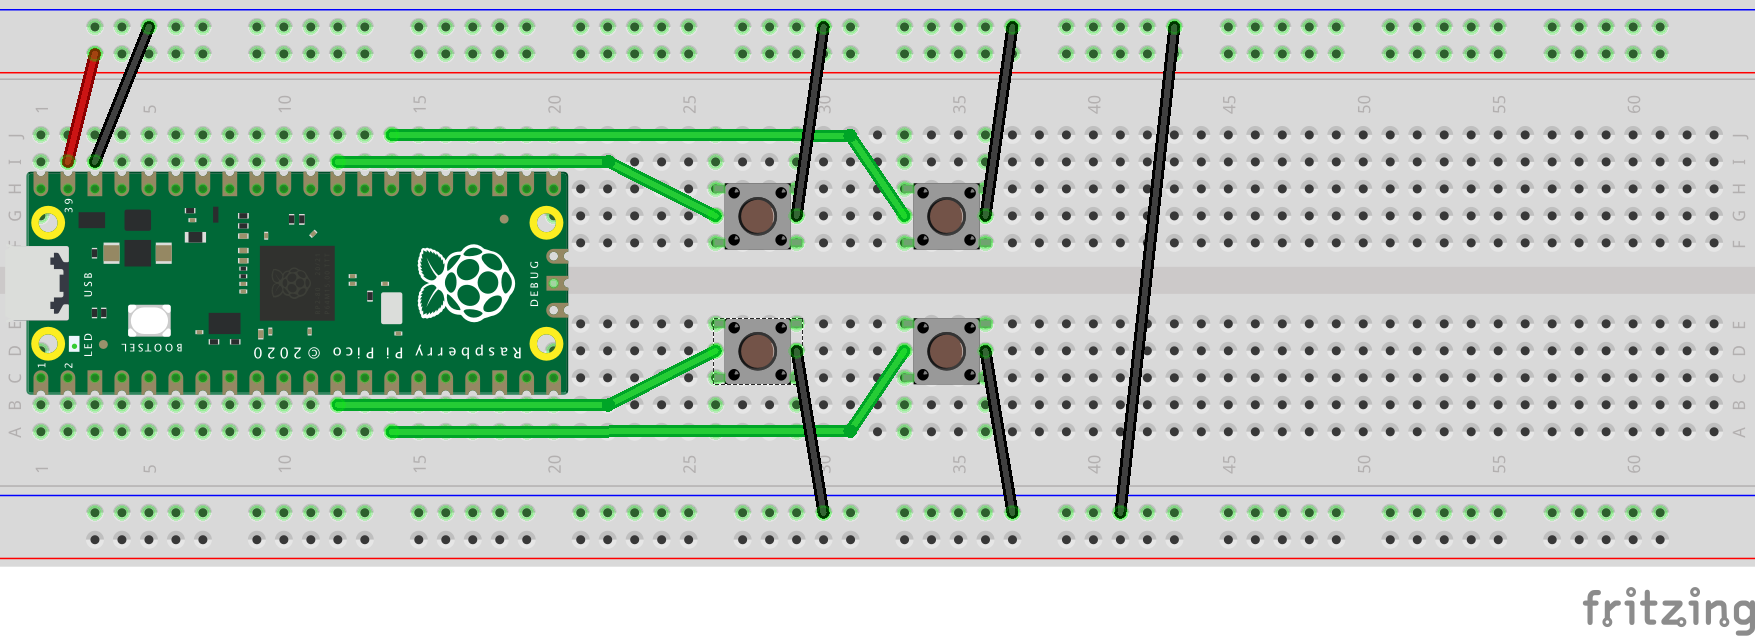 1 5 10 15 20 25 30 35 40 45 50 55 60
J J
I I
H H
G G
F F
39
USB
DEBUG
BOOTSEL
LED
1
2
Raspberry Pi Pico © 2020
E E
D D
C C
B B
A A
1 5 10 15 20 25 30 35 40 45 50 55 60
fritzing